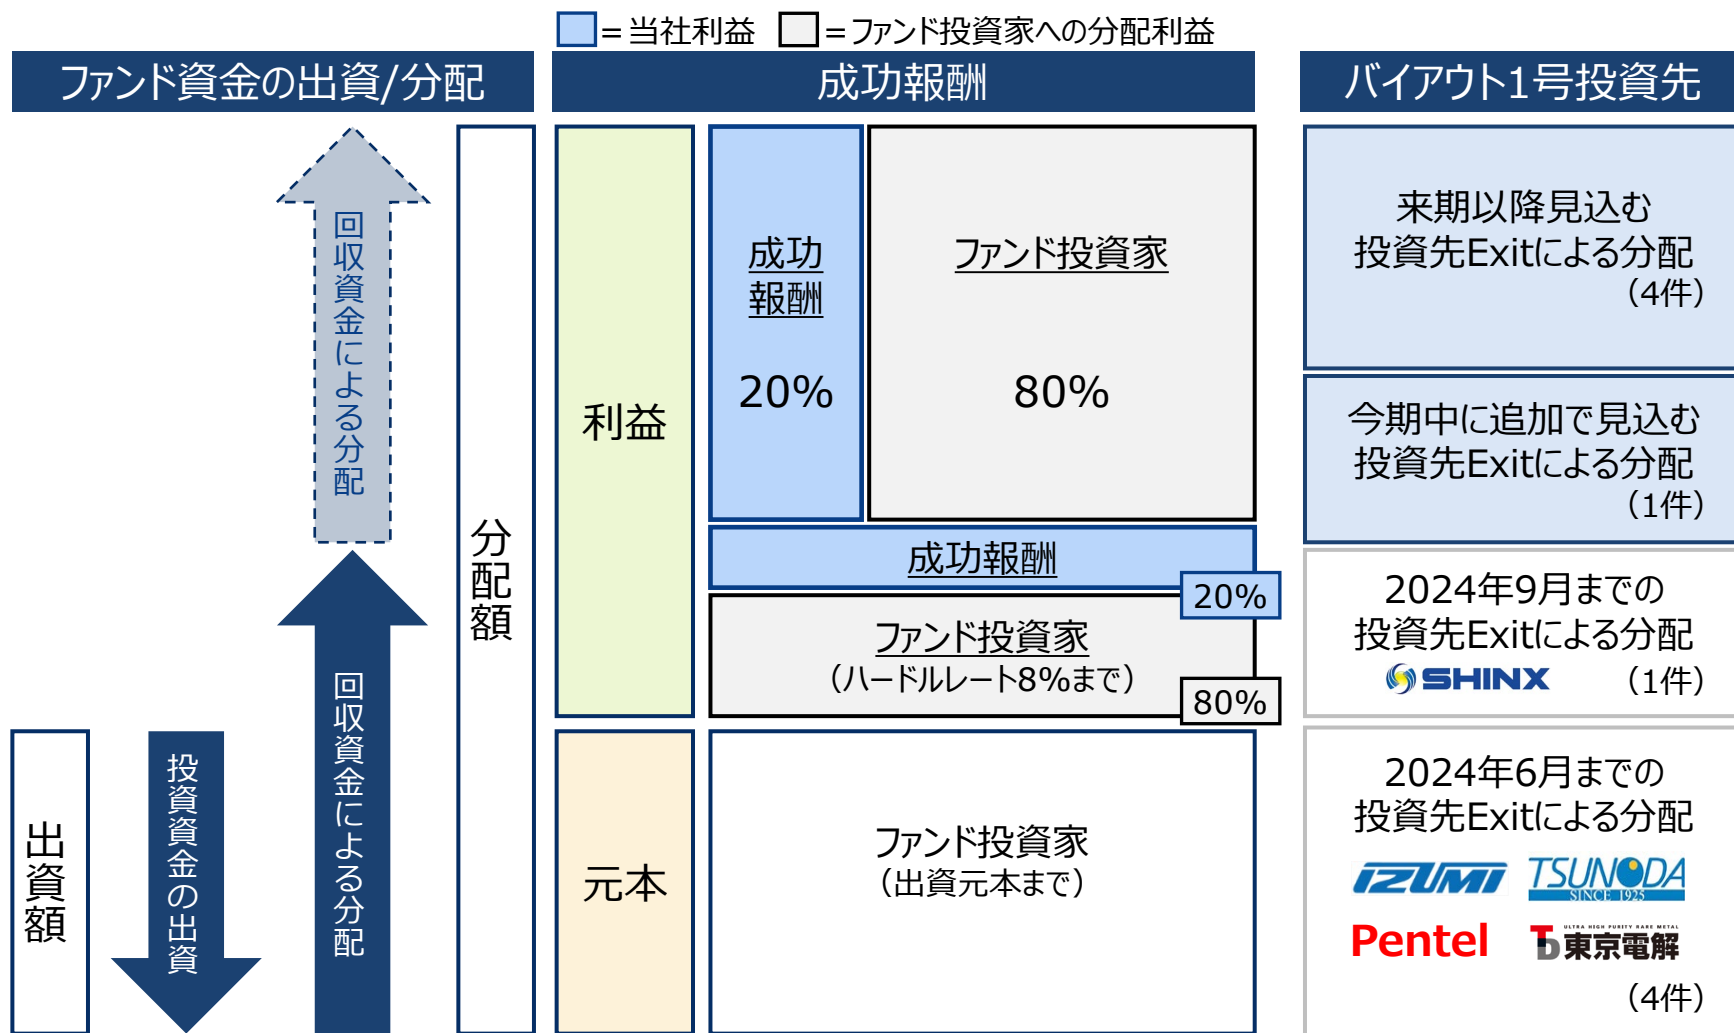 =当社利益 =ファンド投資家への分配利益
ファンド資金の出資/分配
成功報酬
バイアウト1号投資先
出資額
投資資金の出資
回収資金による分配
回収資金による分配
分配額
利益
元本
成功
報酬
20%
ファンド投資家
80%
成功報酬
20%
ファンド投資家
(ハードルレート8%まで)
80%
ファンド投資家
(出資元本まで)
来期以降見込む
投資先Exitによる分配
(4件)
今期中に追加で見込む
投資先Exitによる分配
(1件)
2024年9月までの
投資先Exitによる分配
SHINX (1件)
2024年6月までの
投資先Exitによる分配
IZUMI TSUNODA
SINCE 1925
Pentel
ULTRA HIGH PURITY RARE METAL
TD 東京電解
(4件)